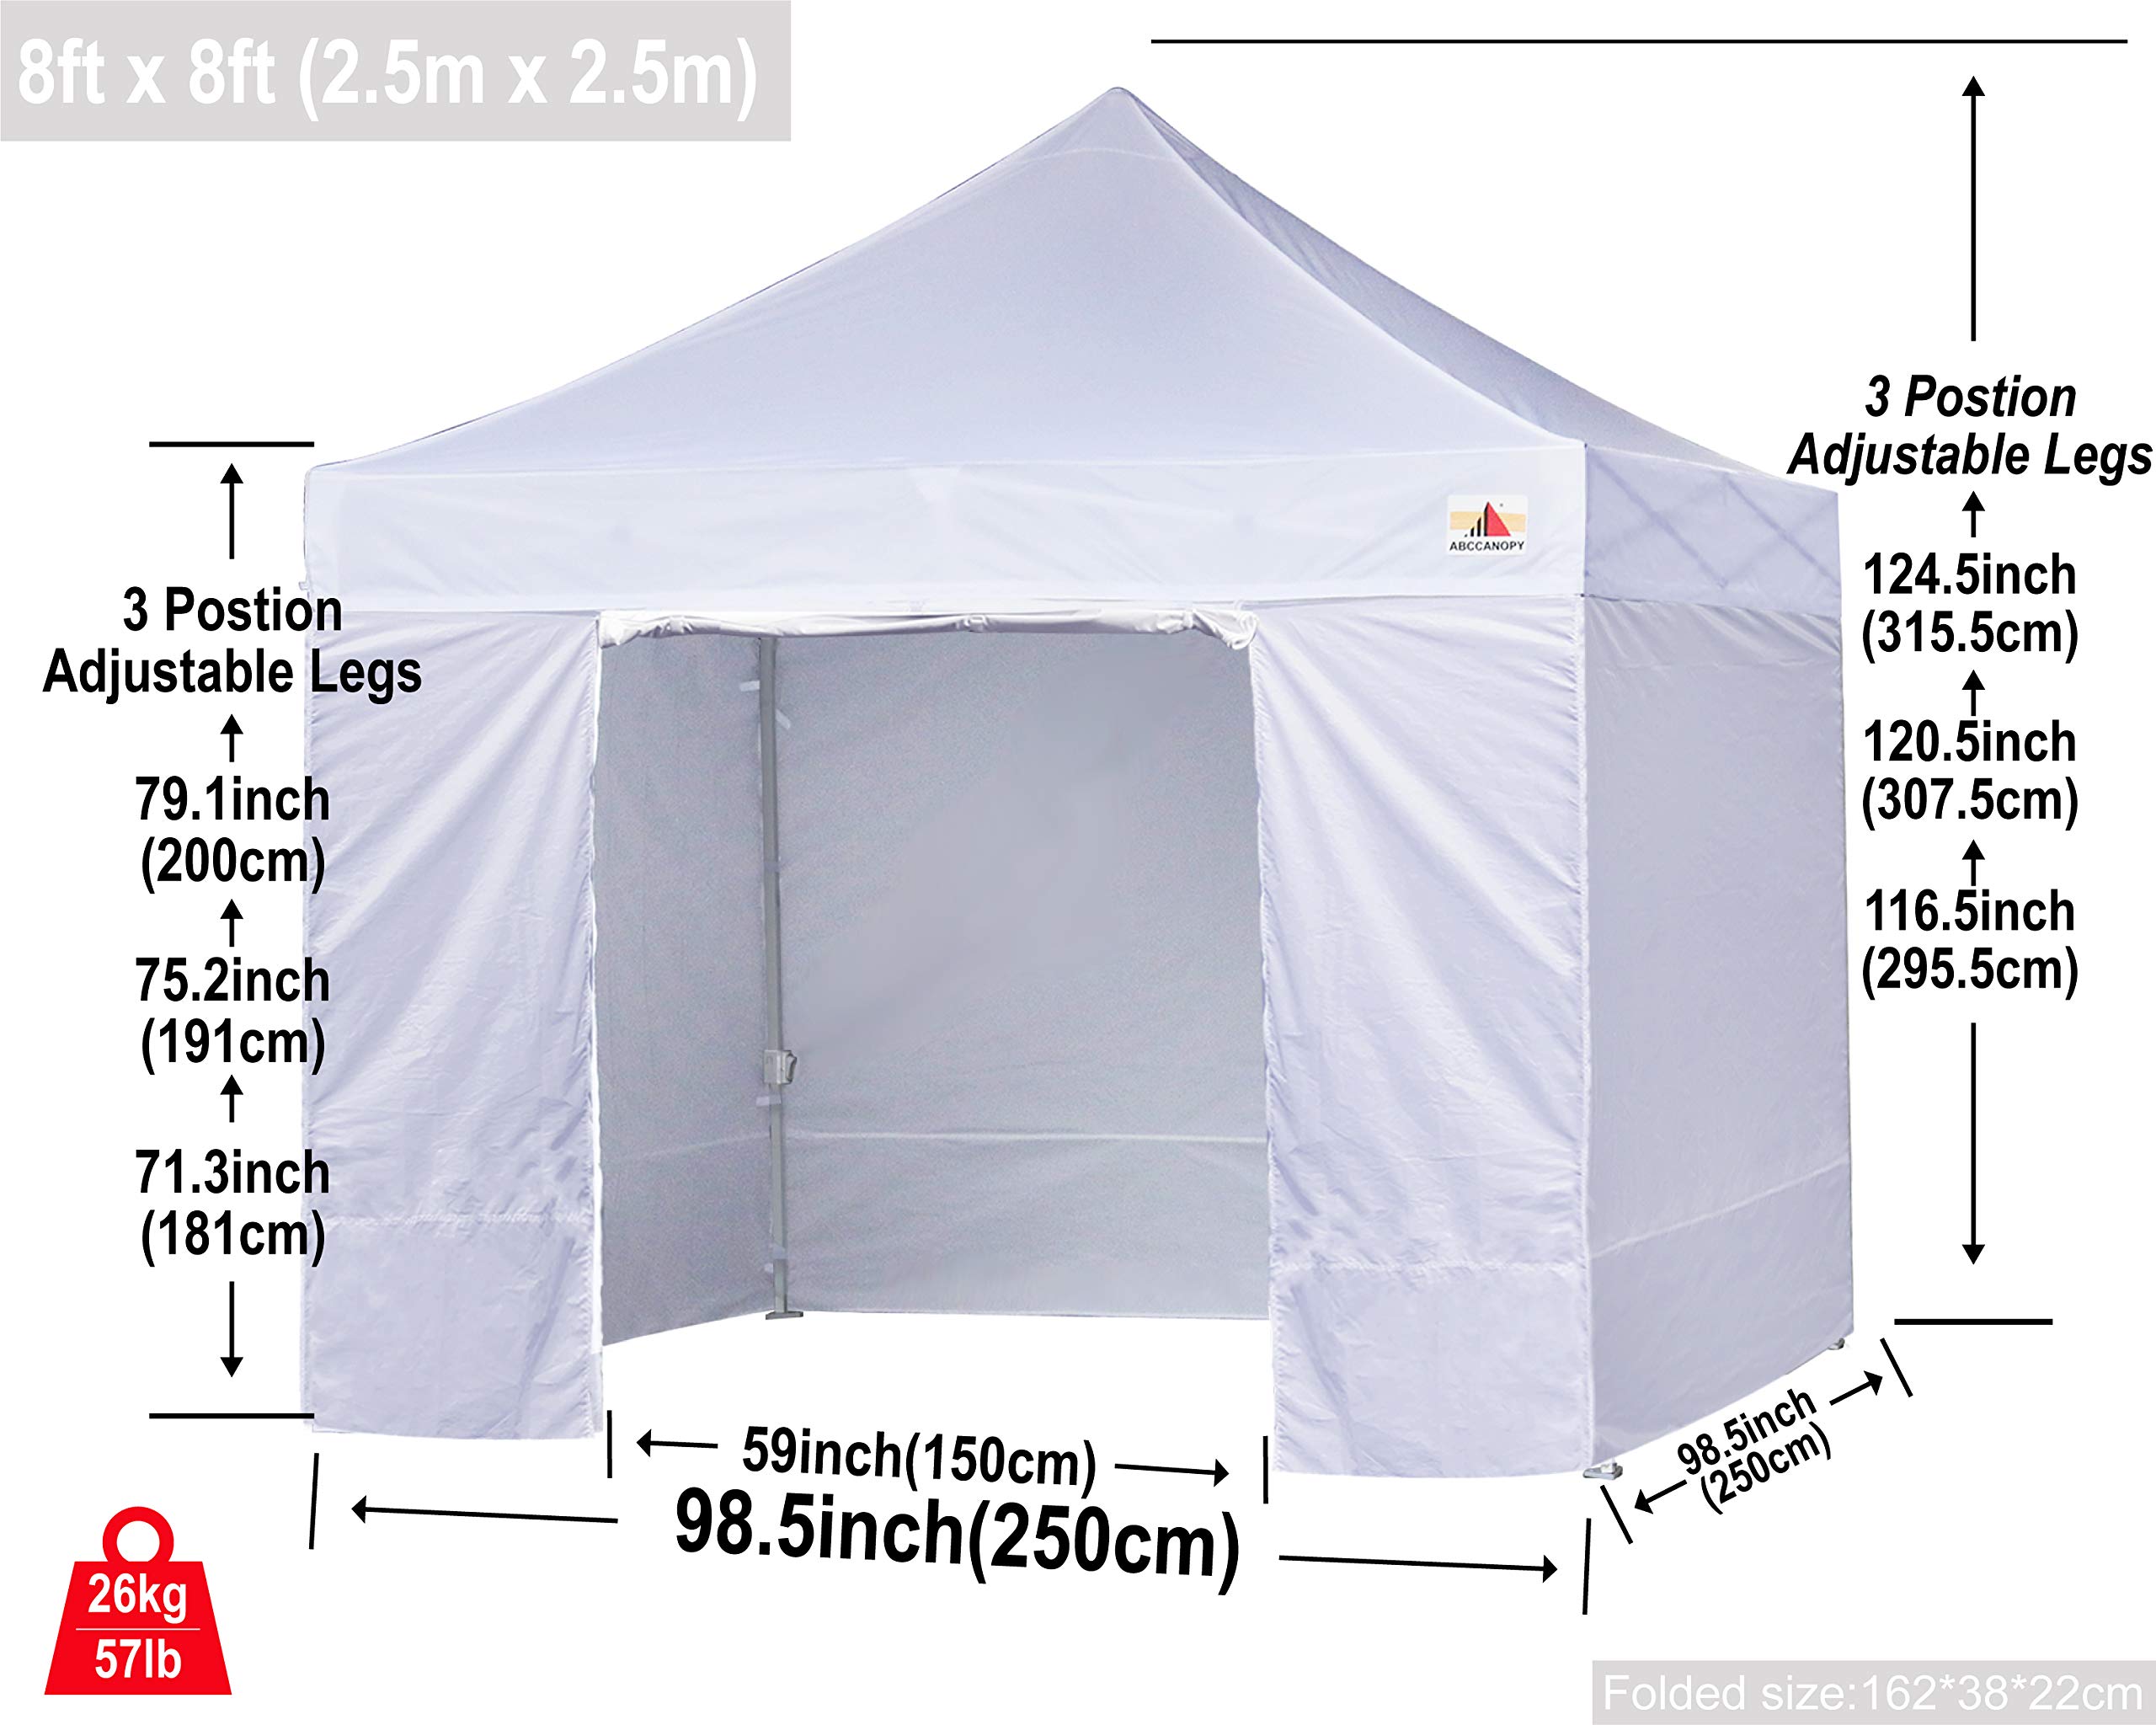 8ft x 8ft (2.5m x 2.5m)
3 Postion
Adjustable Legs
79.1inch
(200cm)
75.2inch
(191cm)
71.3inch
(181cm)
ABCCANOPY
3 Postion
Adjustable Legs
124.5inch
(315.5cm)
120.5inch
(307.5cm)
116.5inch
(295.5cm)
59inch(150cm)
98.5inch(250cm)
98.5inch
(250cm)
26kg
57lb
Folded size:162*38*22cm